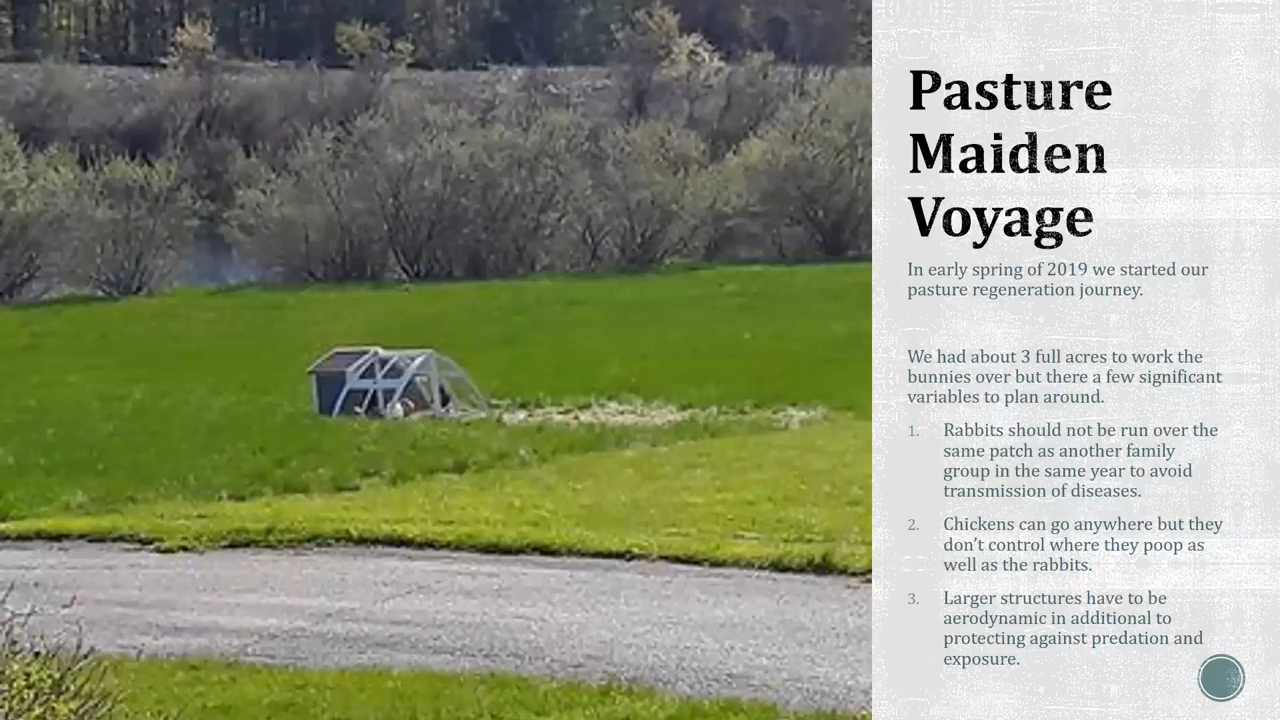 Pasture
Maiden
Voyage
In early spring of 2019 we started our
pasture regeneration journey.
We had about 3 full acres to work the
bunnies over but there a few significant
variables to plan around.
1. Rabbits should not be run over the
same patch as another family
group in the same year to avoid
transmission of diseases.
2. Chickens can go anywhere but they
don't control where they poop as
well as the rabbits.
3. Larger structures have to be
aerodynamic in additional to
protecting against predation and
exposure.